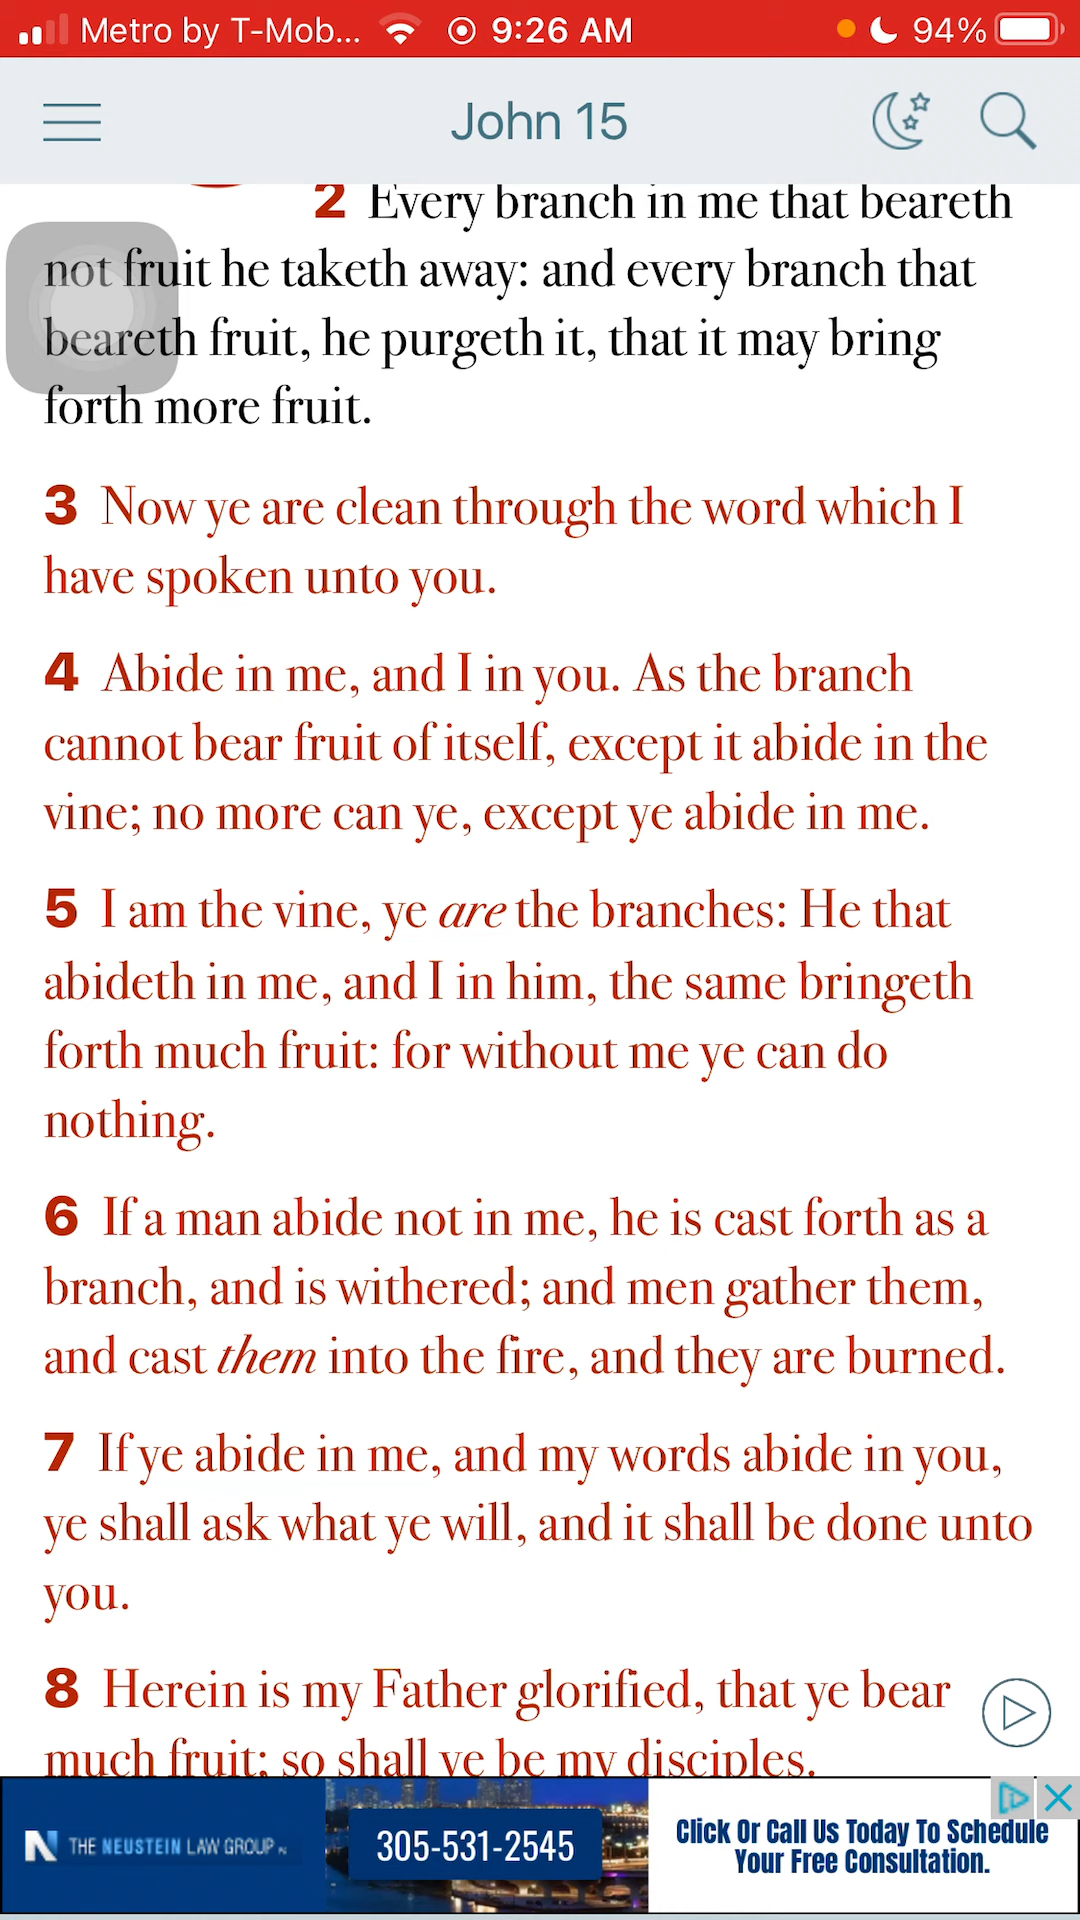 Metro by T-Mob... 9:26 AM 94%
John 15
2 Every branch in me that beareth
not fruit he taketh away: and every branch that
beareth fruit, he purgeth it, that it may bring
forth more fruit.
3 Now ye are clean through the word which I
have spoken unto you.
4 Abide in me, and I in you. As the branch
cannot bear fruit of itself, except it abide in the
vine; no more can ye, except ye abide in me.
5 I am the vine, ye are the branches: He that
abideth in me, and I in him, the same bringeth
forth much fruit: for without me ye can do
nothing.
6 If a man abide not in me, he is cast forth as a
branch, and is withered; and men gather them,
and cast them into the fire, and they are burned.
7 If ye abide in me, and my words abide in you,
ye shall ask what ye will, and it shall be done unto
you.
8 Herein is my Father glorified, that ye bear
much fruit; so shall ye be my disciples.
N THE NEUSTEIN LAW GROUP
305-531-2545
Click Or Call Us Today To Schedule
Your Free Consultation.